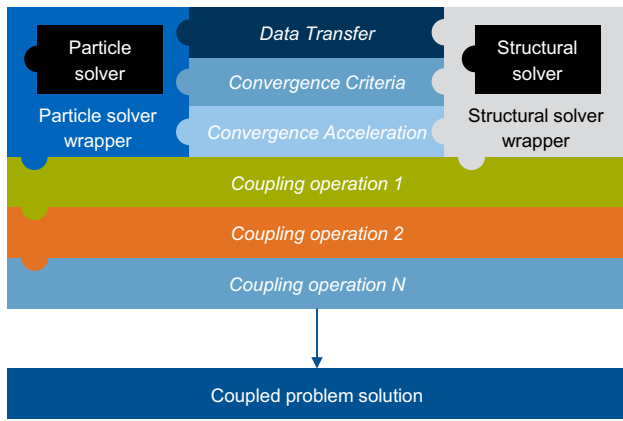 Particle
solver
Particle solver
wrapper
Data Transfer
Convergence Criteria
Convergence Acceleration
Structural
solver
Structural solver
wrapper
Coupling operation 1
Coupling operation 2
Coupling operation N
Coupled problem solution